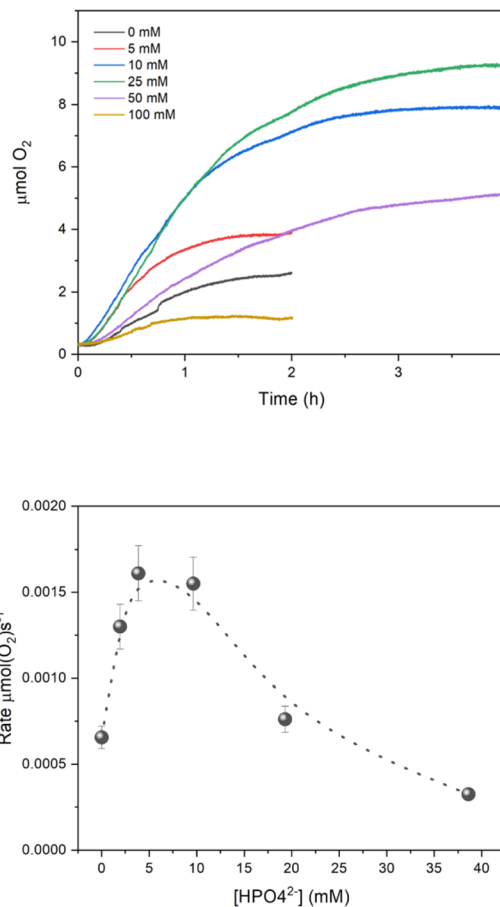 10
8
6
4
2
0
μmol O₂
0 mM
5 mM
10 mM
25 mM
50 mM
100 mM
0 1 2 3
Time (h)
0.0020
0.0015
0.0010
0.0005
0.0000
Rate μmol(O₂)s⁻¹
0 5 10 15 20 25 30 35 40
[HPO4²⁻] (mM)